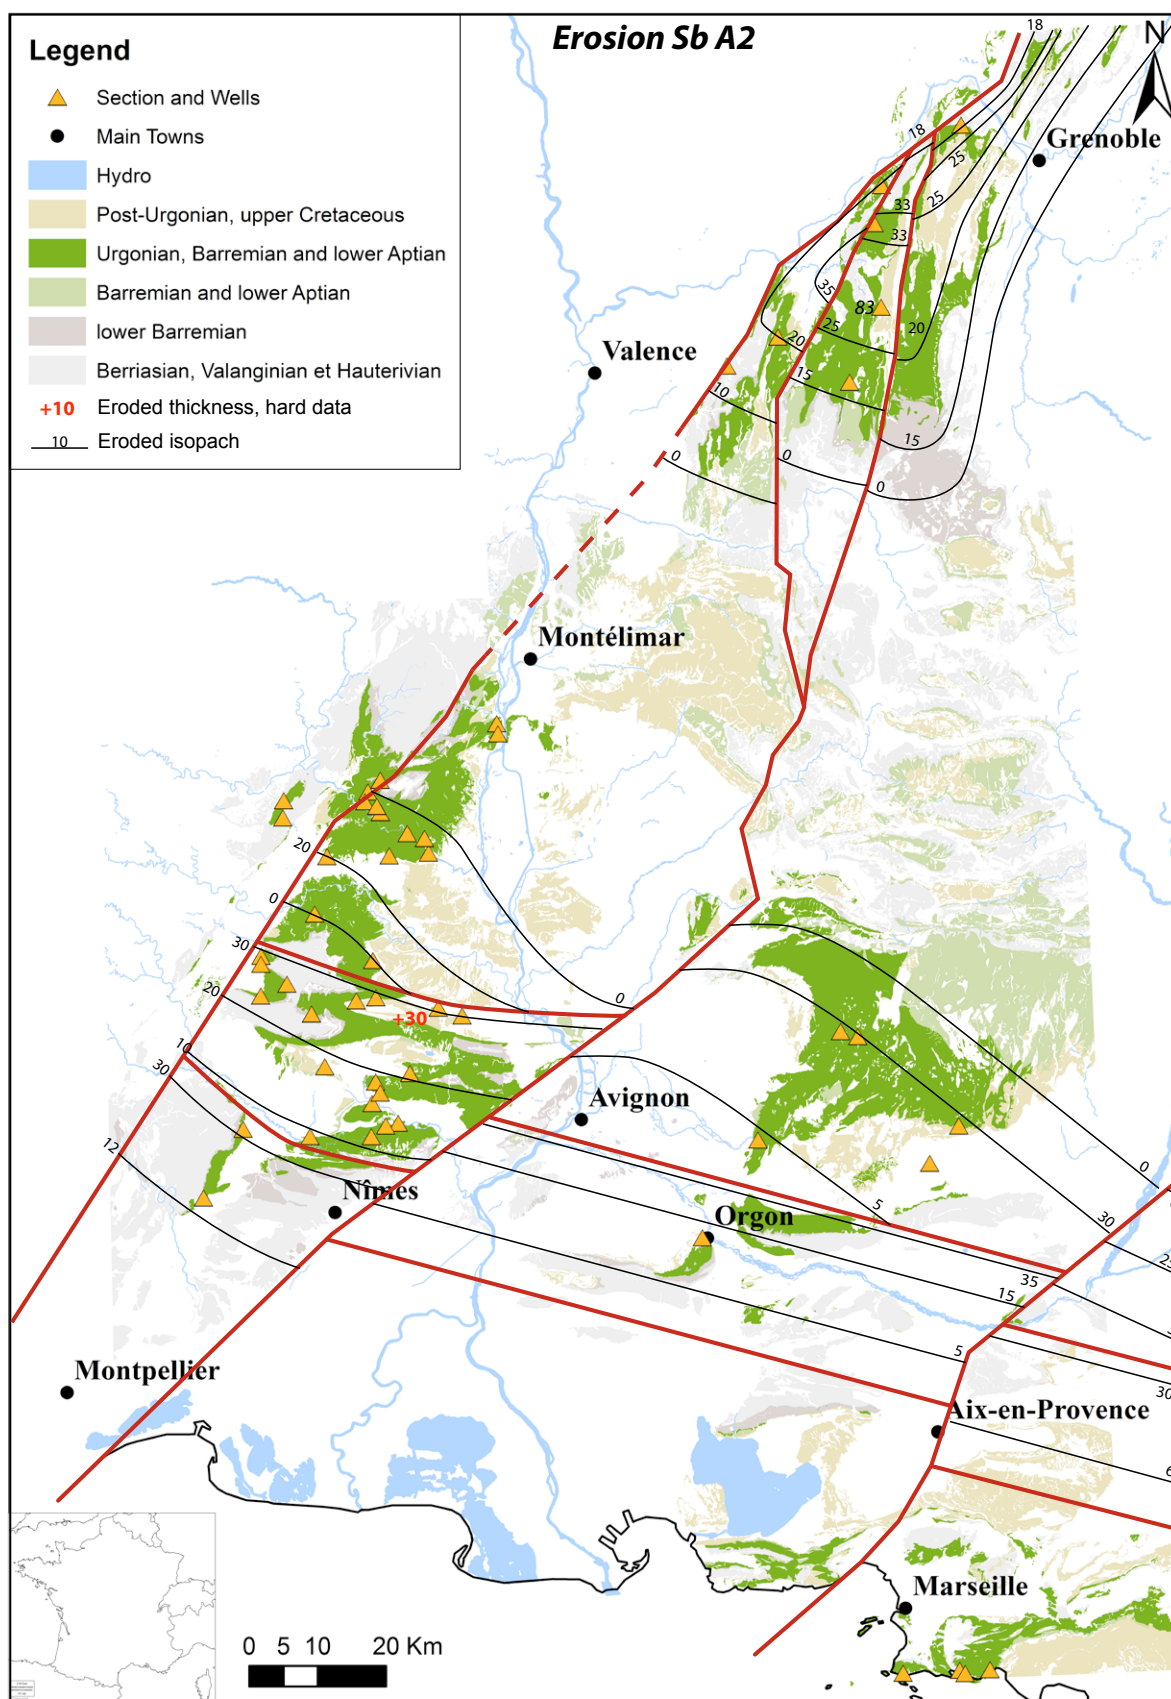 Erosion Sb A2
Legend
Section and Wells
Main Towns
Hydro
Post-Urgonian, upper Cretaceous
Urgonian, Barremian and lower Aptian
Barremian and lower Aptian
lower Barremian
Berriasian, Valanginian et Hauterivian
+10 Eroded thickness, hard data
10 Eroded isopach
18
N
18
Grenoble
25
25
33
33
35
83
25
20
20
Valence
15
10
15
0
0
0
Montélimar
20
0
30
20
0
+30
10
30
Avignon
12
0
Nîmes
5
Orgon
30
35
15
5
30
Montpellier
Aix-en-Provence
6
Marseille
0 5 10 20 Km